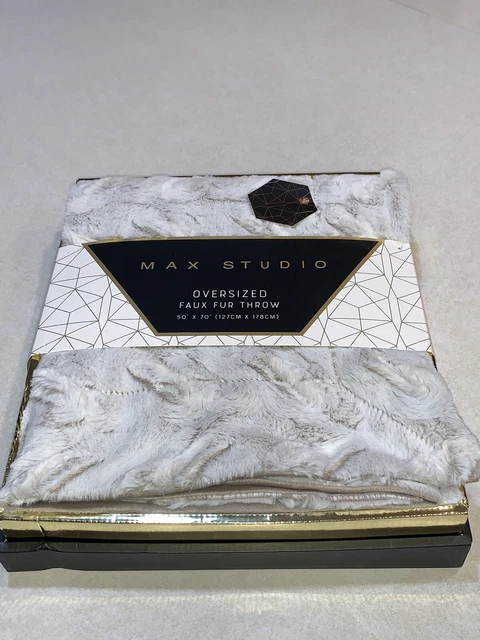 MAX STUDIO
OVERSIZED
FAUX FUR THROW
50" X 70" (127CM X 178CM)